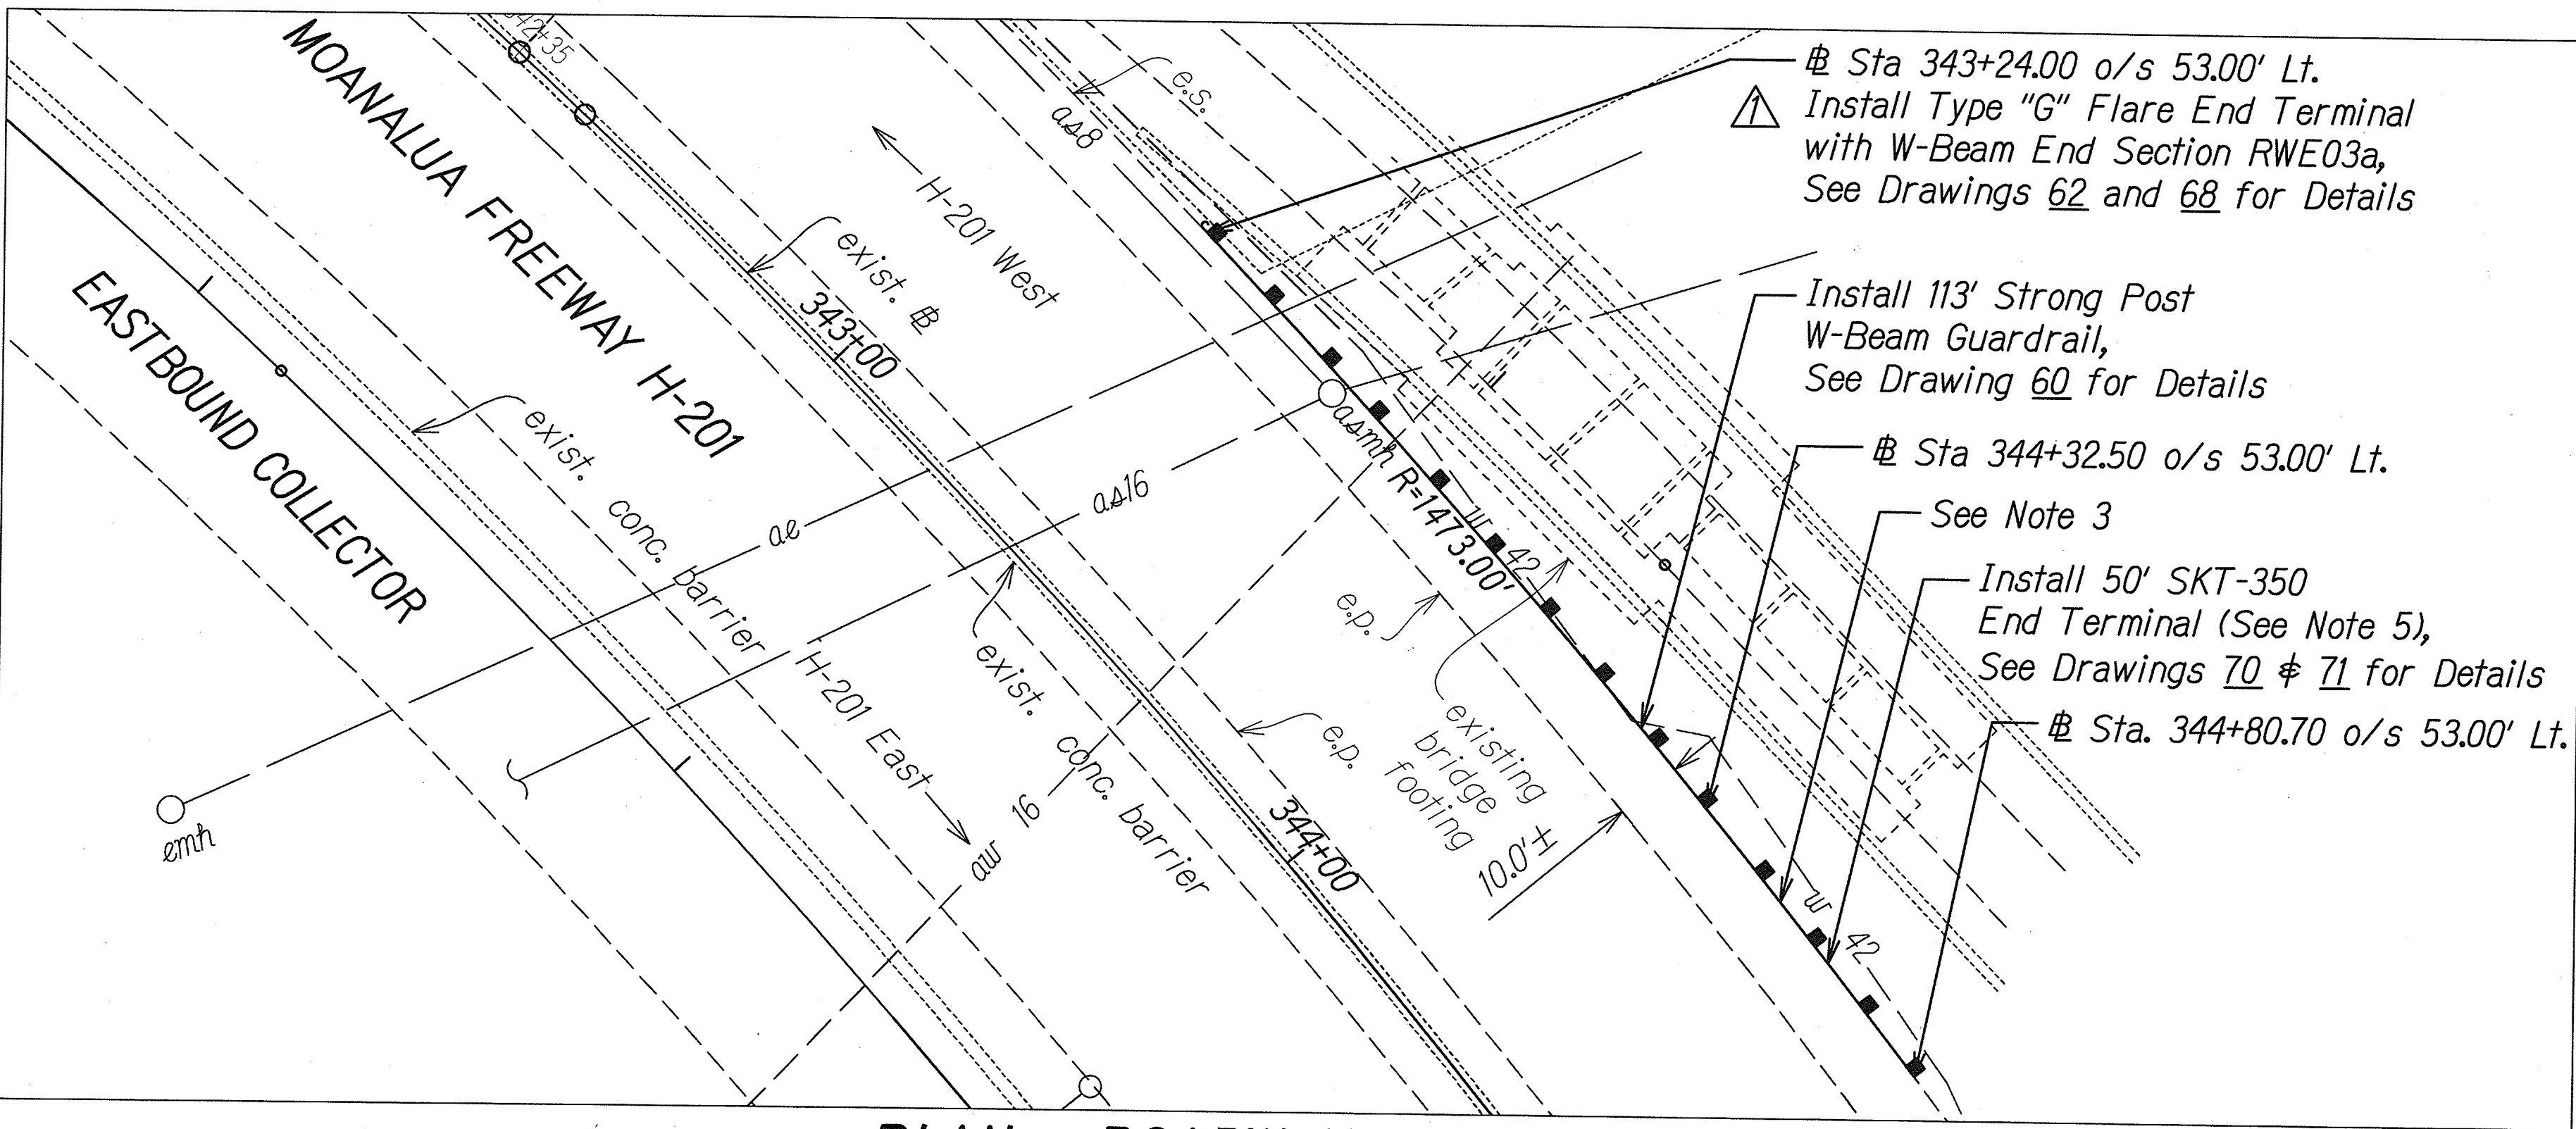 342+35
MOANALUA FREEWAY H-201
EASTBOUND COLLECTOR
exist. conc. barrier
H-201 East
H-201 West
exist. ⅊
343+00
344+00
exist. conc. barrier
as8
e.s.
ae
as16
aw 16
asmh
R=1473.00'
w 42
e.p.
e.p.
existing
bridge
footing
10.0'±
w 42
emh
B Sta 343+24.00 o/s 53.00' Lt.
1
Install Type "G" Flare End Terminal
with W-Beam End Section RWE03a,
See Drawings 62 and 68 for Details
Install 113' Strong Post
W-Beam Guardrail,
See Drawing 60 for Details
B Sta 344+32.50 o/s 53.00' Lt.
See Note 3
Install 50' SKT-350
End Terminal (See Note 5),
See Drawings 70 & 71 for Details
B Sta. 344+80.70 o/s 53.00' Lt.